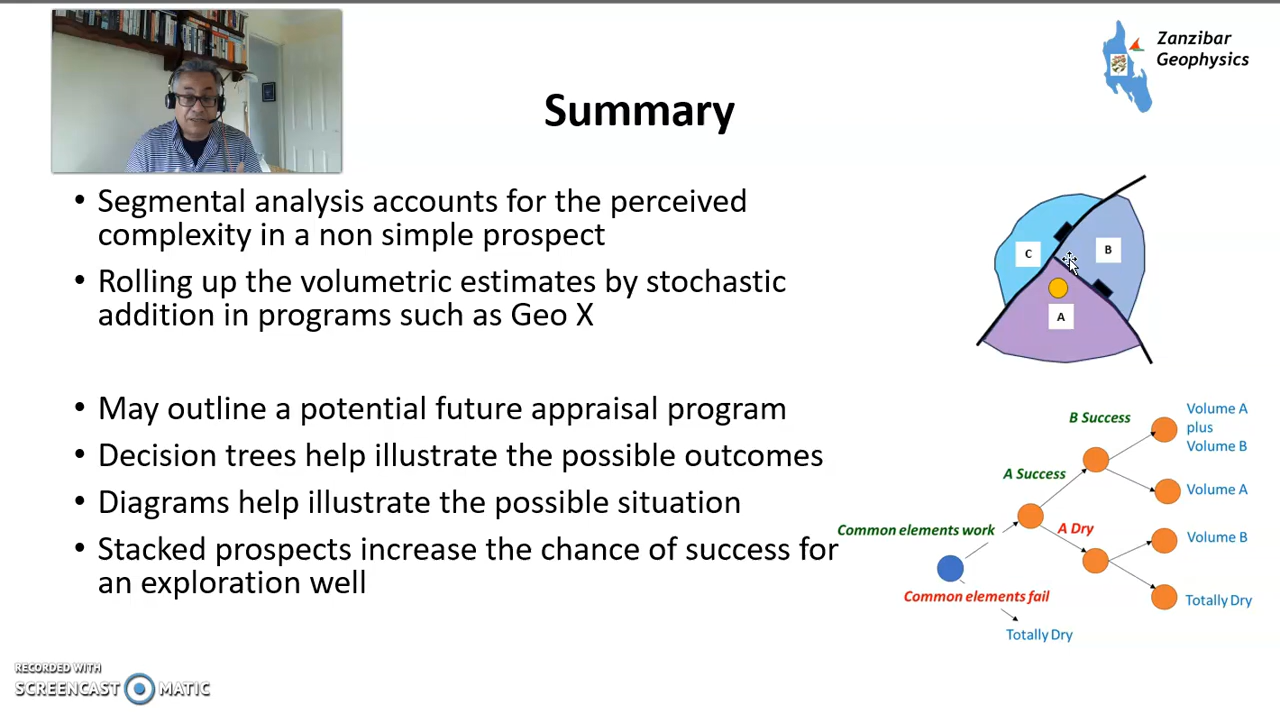 Zanzibar
Geophysics
Summary
• Segmental analysis accounts for the perceived
complexity in a non simple prospect
• Rolling up the volumetric estimates by stochastic
addition in programs such as Geo X
• May outline a potential future appraisal program
• Decision trees help illustrate the possible outcomes
• Diagrams help illustrate the possible situation
• Stacked prospects increase the chance of success for
an exploration well
C
B
A
B Success
Volume A
plus
Volume B
A Success
Volume A
Common elements work
A Dry
Volume B
Common elements fail
Totally Dry
Totally Dry
RECORDED WITH
SCREENCAST MATIC